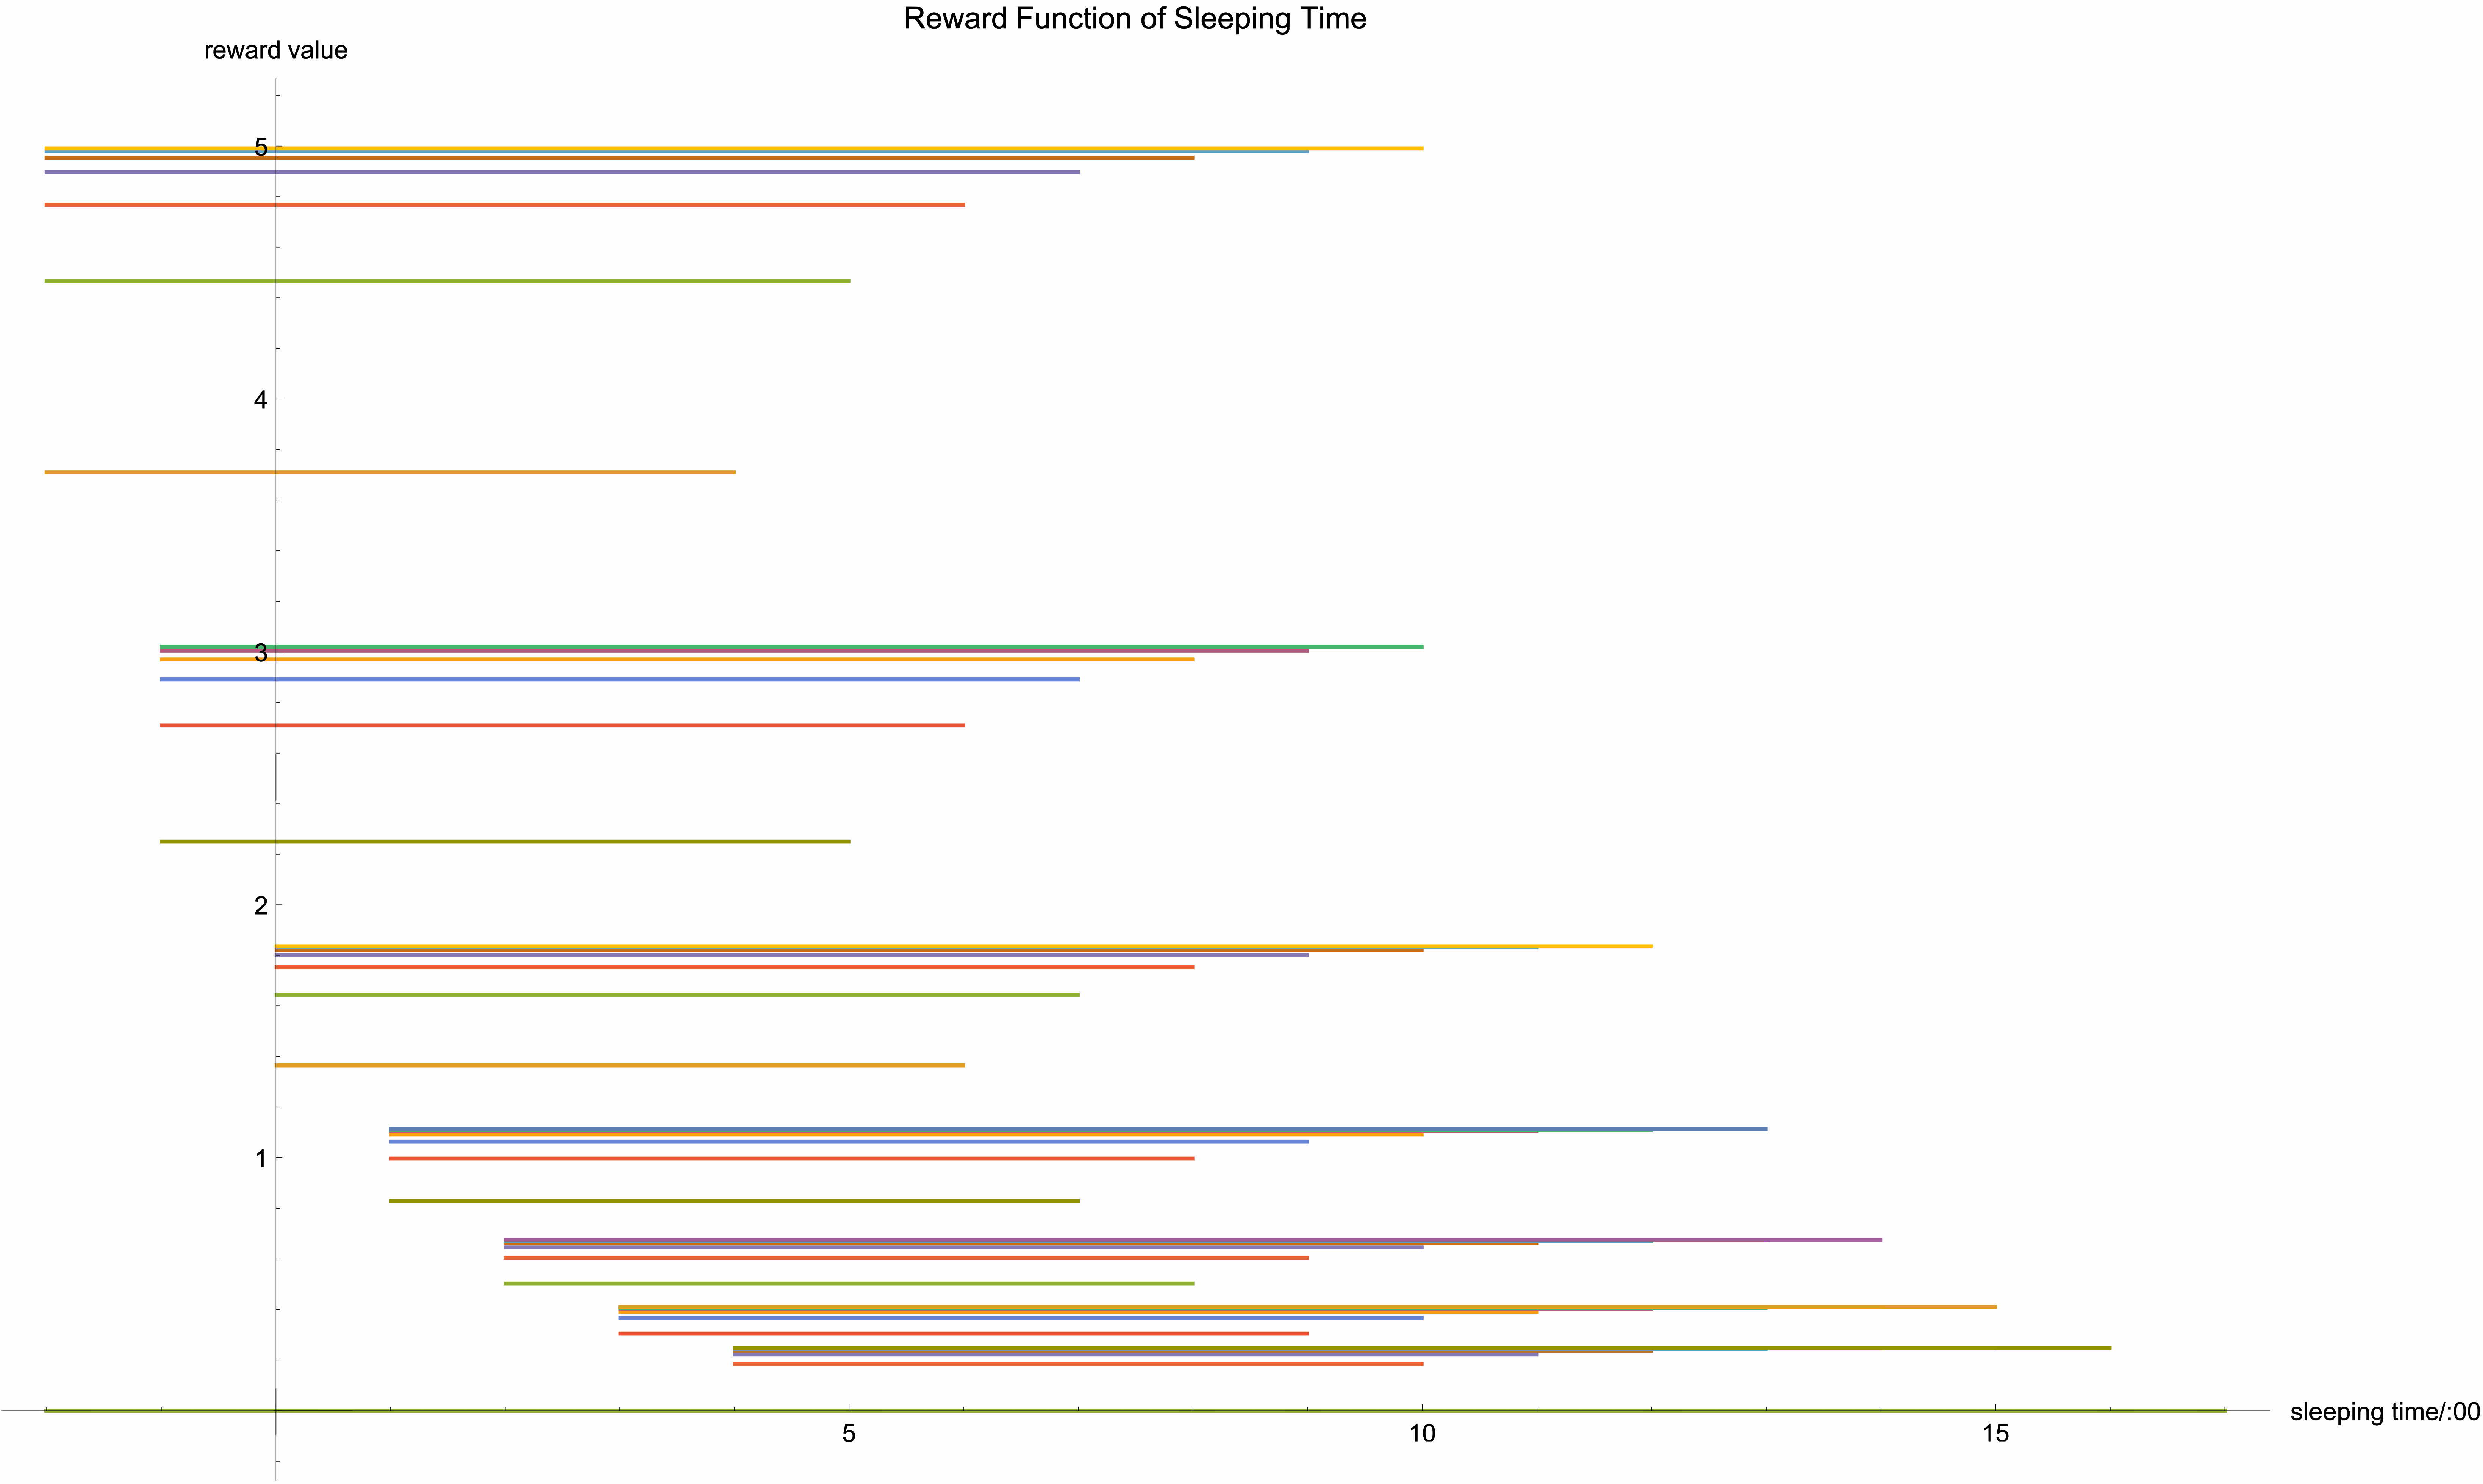 Reward Function of Sleeping Time
reward value
5
4
3
2
1
5 10 15
sleeping time/:00